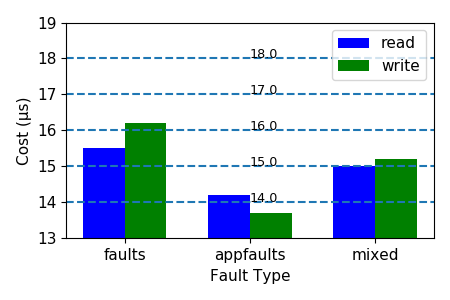 19
18
17
16
15
14
13
Cost (µs)
18.0
17.0
16.0
15.0
14.0
read
write
faults
appfaults
mixed
Fault Type